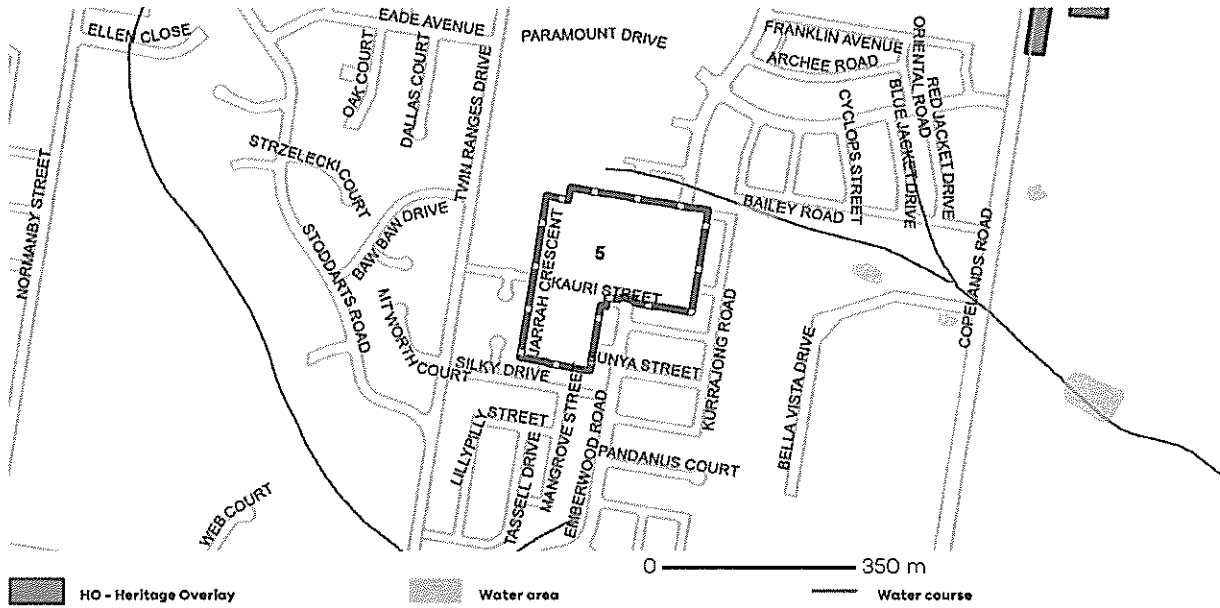 ELLEN CLOSE
EADE AVENUE
PARAMOUNT DRIVE
FRANKLIN AVENUE
ARCHEE ROAD
ORIENTAL ROAD
RED JACKET DRIVE
BLUE JACKET DRIVE
CYCLOPS STREET
OAK COURT
DALLAS COURT
TWIN RANGES DRIVE
STRZELECKI COURT
BAW BAW DRIVE
NORMANBY STREET
STODDARTS ROAD
MITWORTH COURT
BAILEY ROAD
COPELANDS ROAD
5
JARRAH CRESCENT
KAURI STREET
SILKY DRIVE
UNYA STREET
KURRAJONG ROAD
BELLA VISTA DRIVE
LILLYPILLY
STREET
TASSELL DRIVE
MANGROVE STREET
EMBERWOOD ROAD
PANDANUS COURT
WEB COURT
0 350 m
HO - Heritage Overlay
Water area
Water course